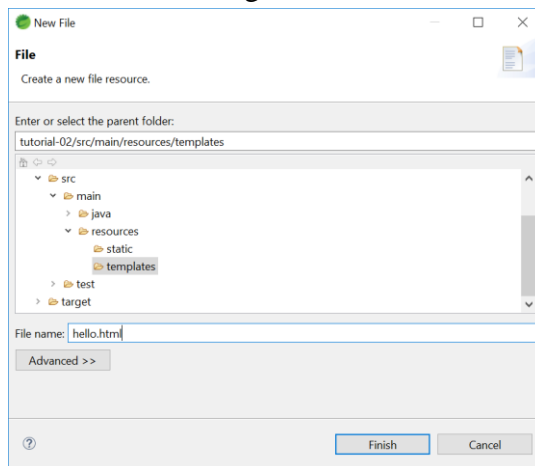 New File
File
Create a new file resource.
Enter or select the parent folder:
tutorial-02/src/main/resources/templates
src
main
java
resources
static
templates
test
target
File name: hello.html
Advanced >>
Finish Cancel